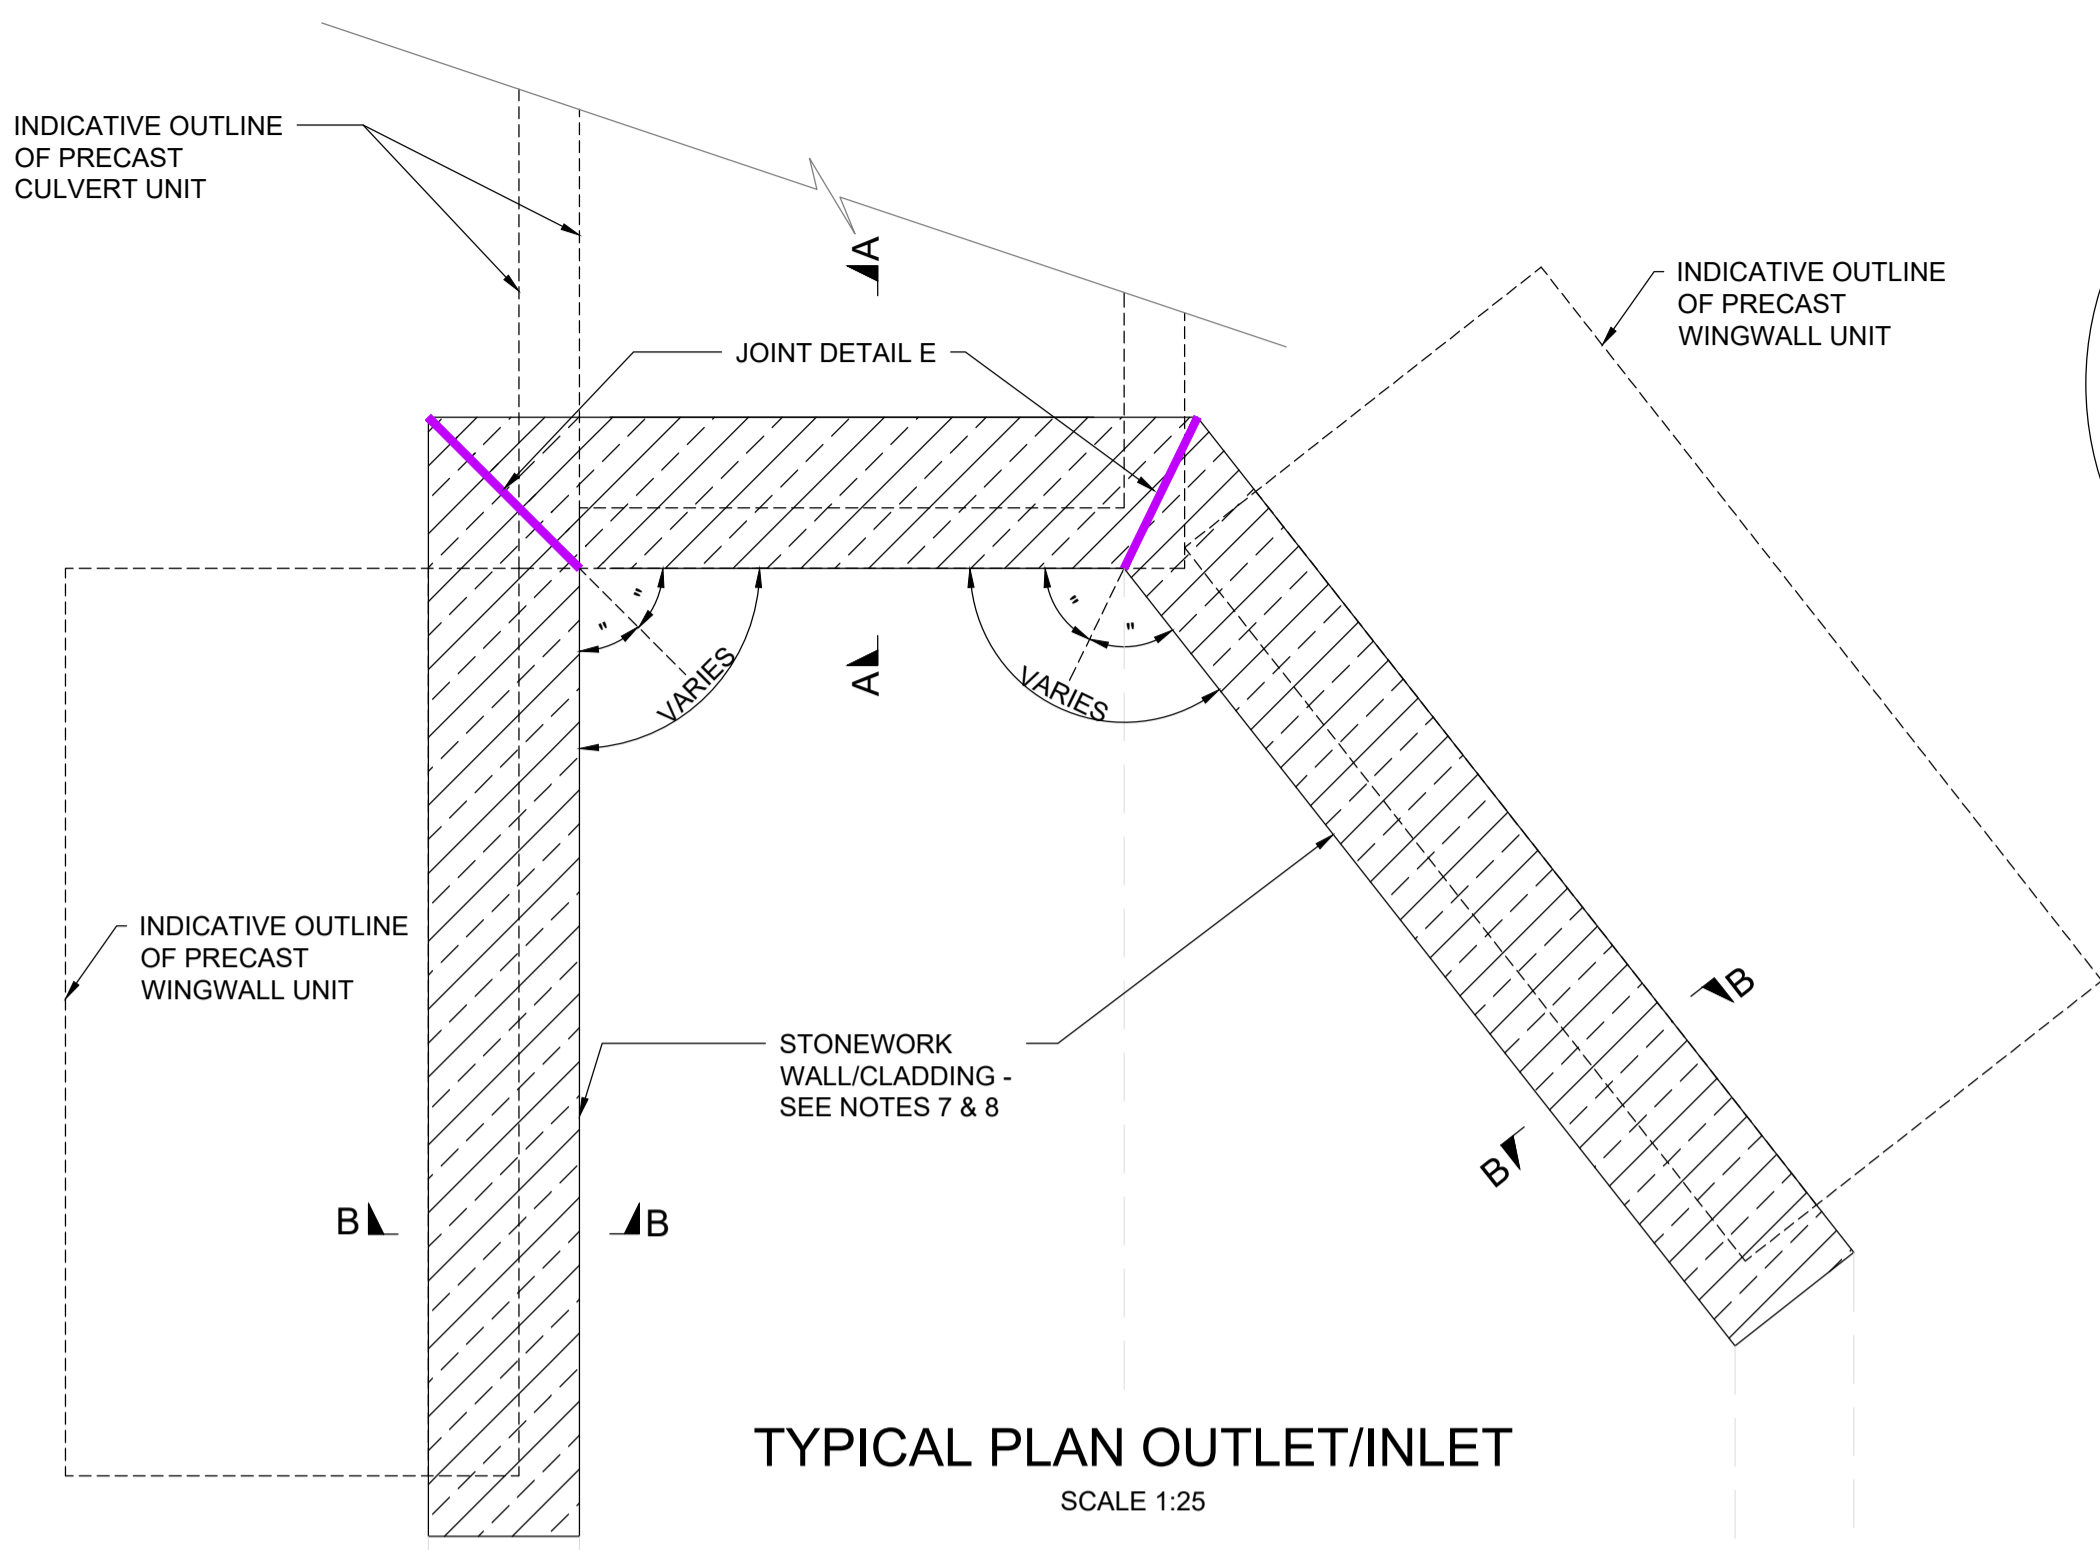 INDICATIVE OUTLINE
OF PRECAST
CULVERT UNIT
A
INDICATIVE OUTLINE
OF PRECAST
WINGWALL UNIT
JOINT DETAIL E
"
"
VARIES
"
"
VARIES
A
INDICATIVE OUTLINE
OF PRECAST
WINGWALL UNIT
B
STONEWORK
WALL/CLADDING -
SEE NOTES 7 & 8
B
B
B
TYPICAL PLAN OUTLET/INLET
SCALE 1:25